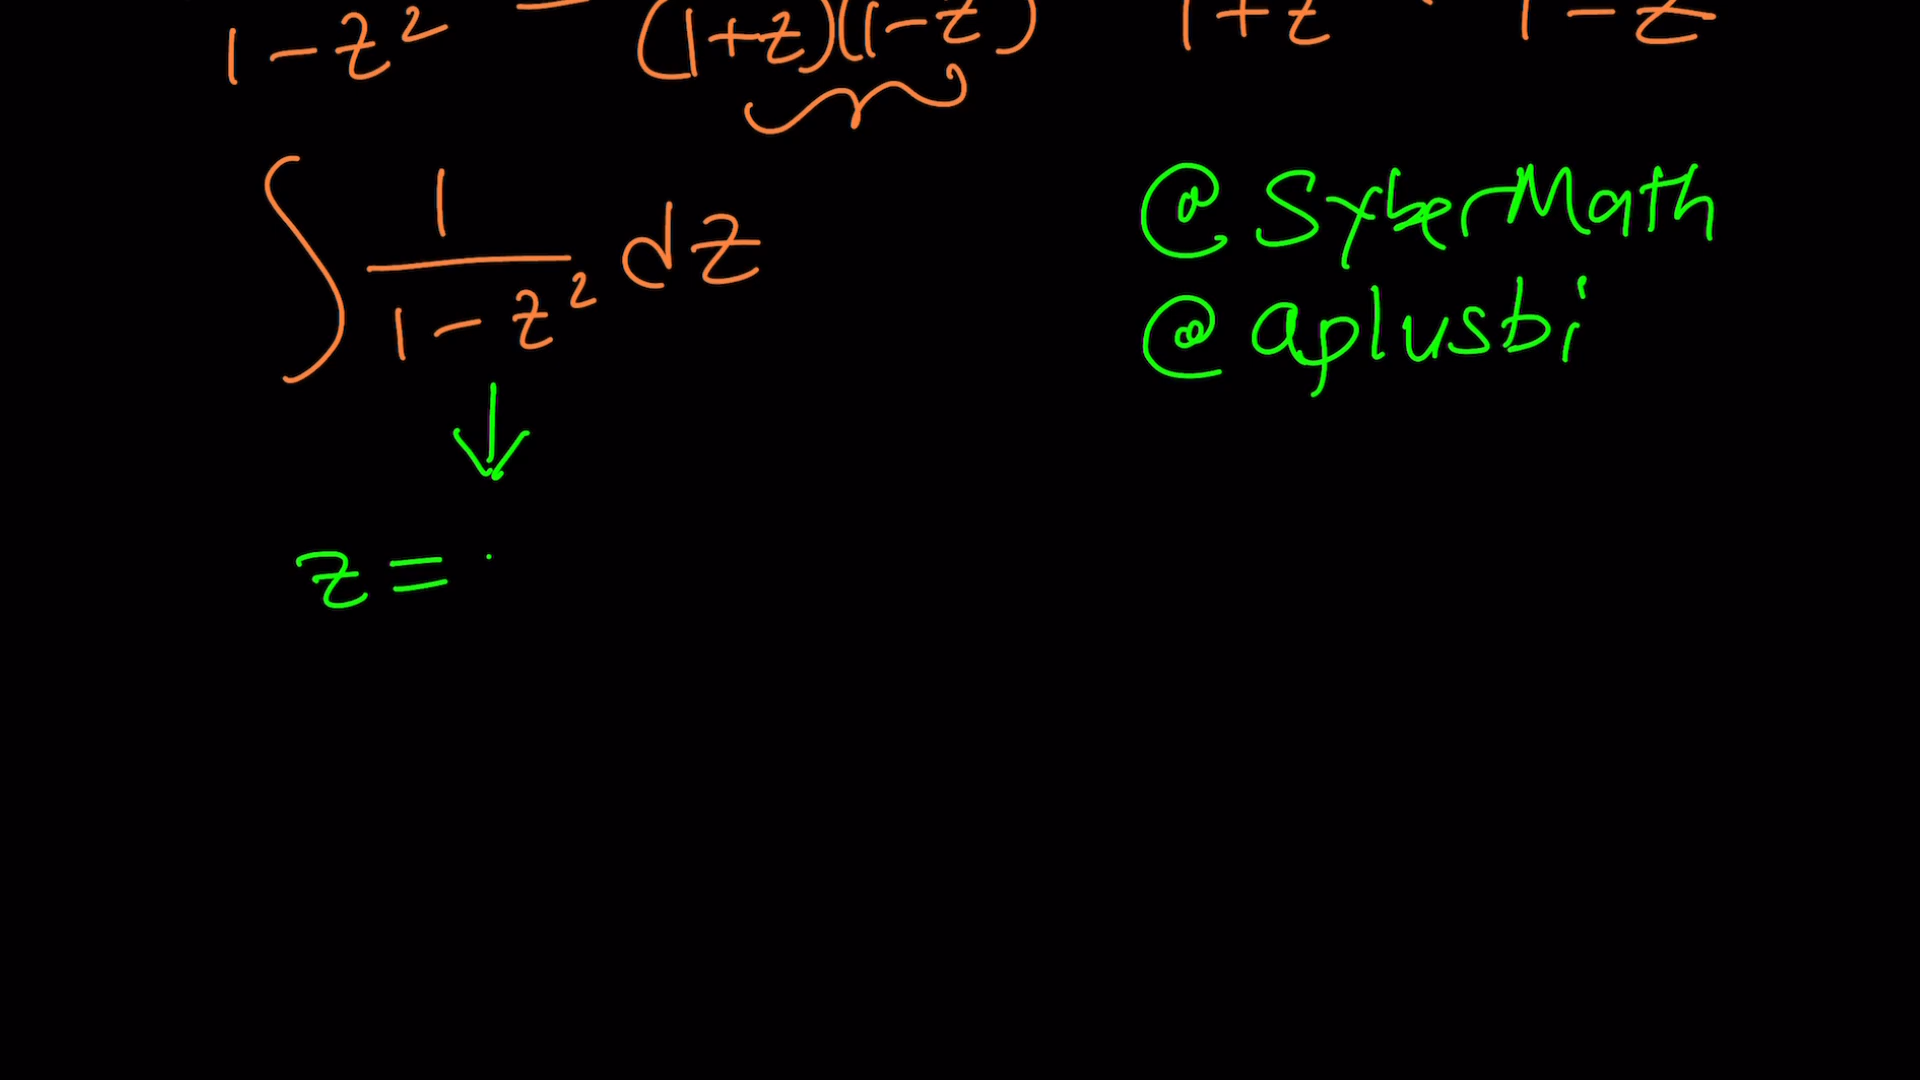 1-z² = (1+z)(1-z) 1+z 1-z
∫ 1/(1-z²) dz
@SyberMath
@aplusbi
z=